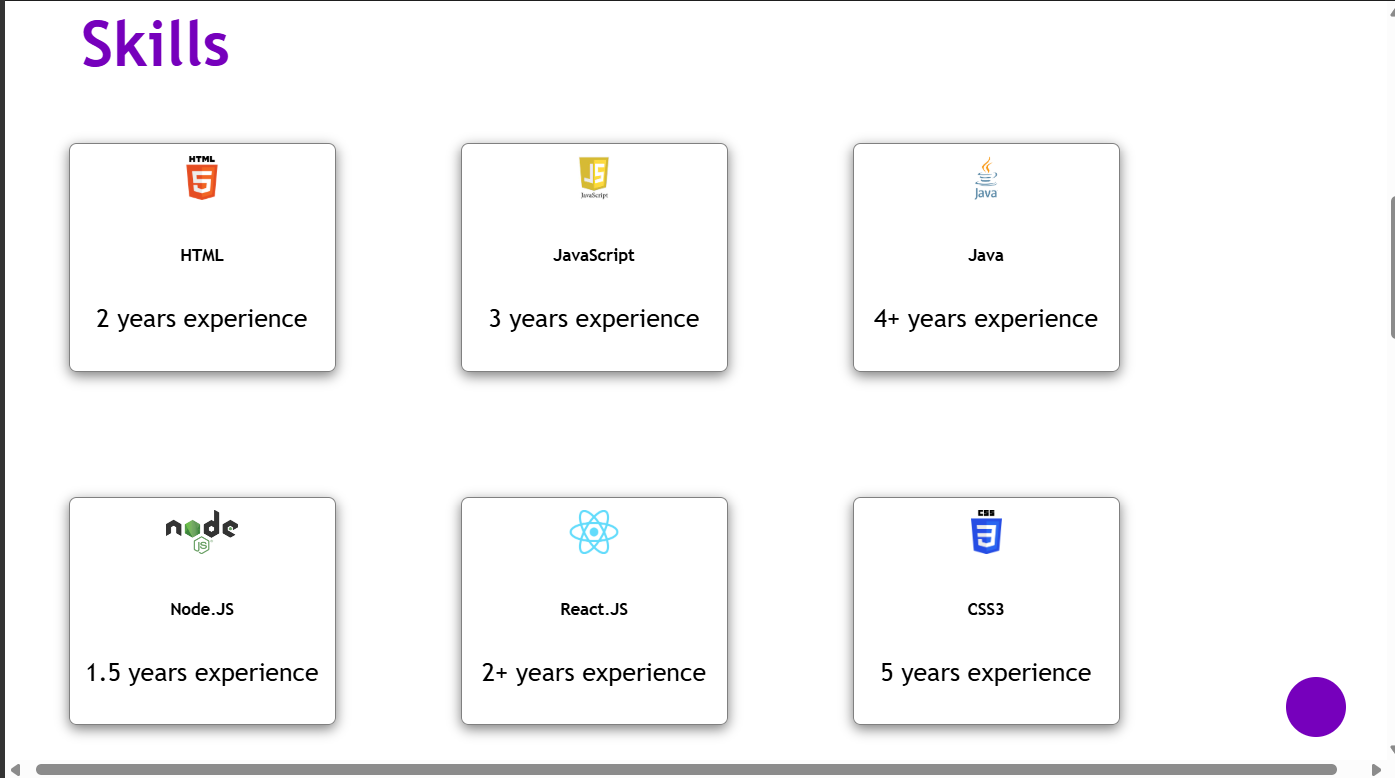 Skills
HTML
5
HTML
2 years experience
JS
JavaScript
JavaScript
3 years experience
Java
Java
4+ years experience
node
JS
Node.JS
1.5 years experience
React.JS
2+ years experience
CSS
3
CSS3
5 years experience